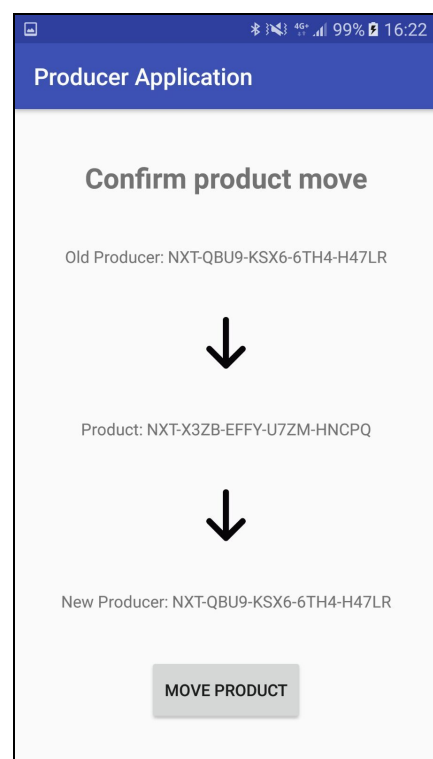 4G+ 99% 16:22
Producer Application
Confirm product move
Old Producer: NXT-QBU9-KSX6-6TH4-H47LR
Product: NXT-X3ZB-EFFY-U7ZM-HNCPQ
New Producer: NXT-QBU9-KSX6-6TH4-H47LR
MOVE PRODUCT